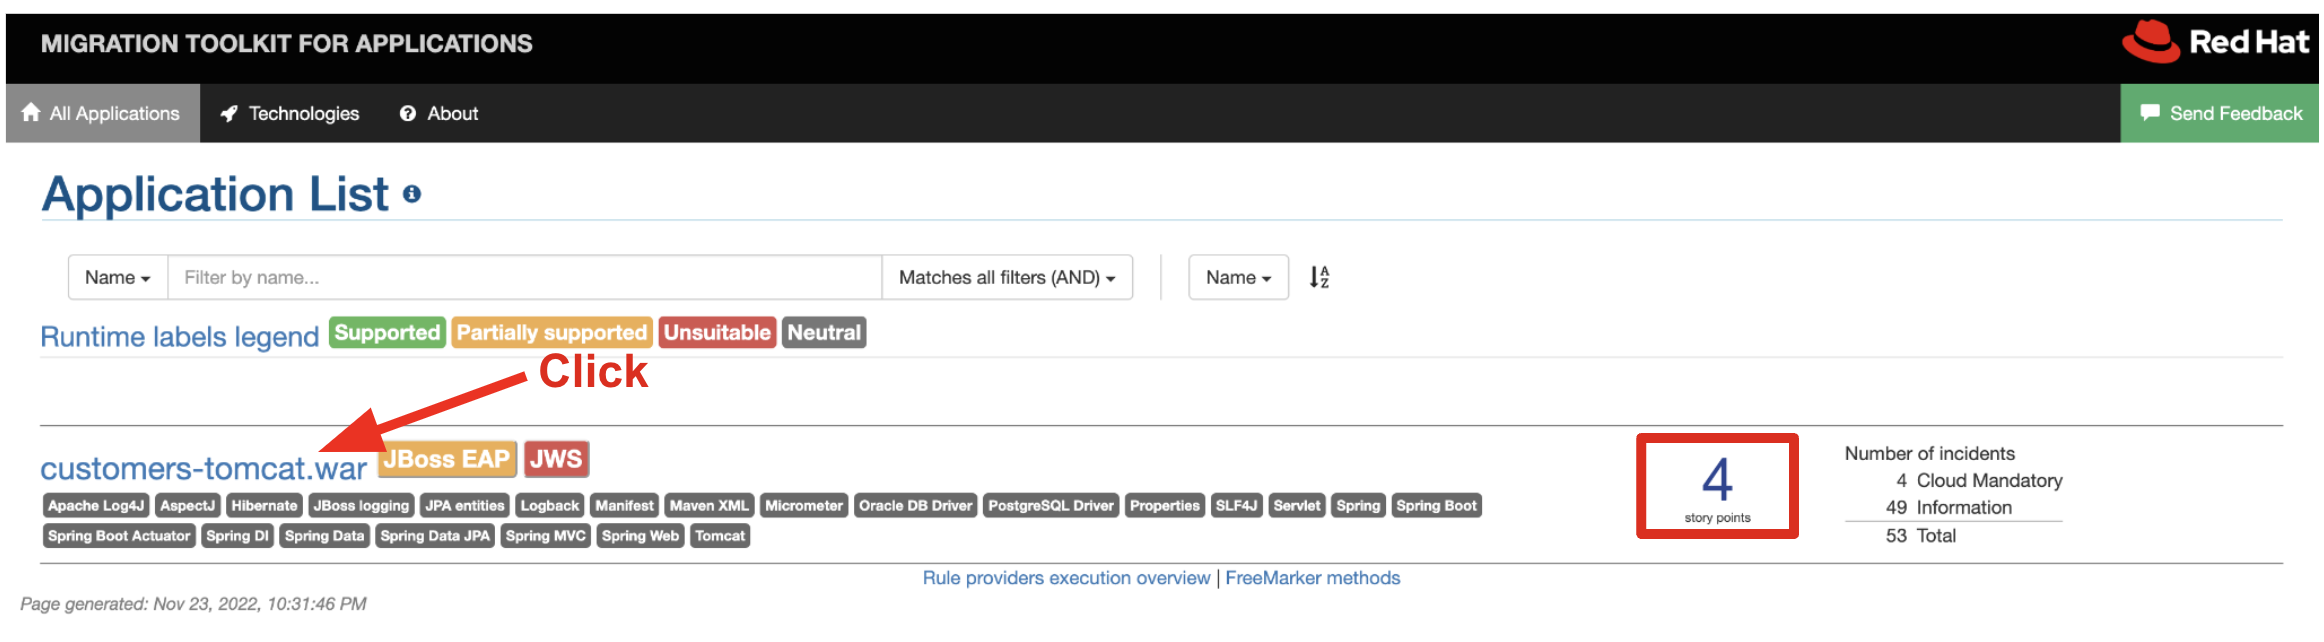 MIGRATION TOOLKIT FOR APPLICATIONS
Red Hat
All Applications Technologies About Send Feedback
Application List
Name Filter by name... Matches all filters (AND) Name
Runtime labels legend Supported Partially supported Unsuitable Neutral
Click
customers-tomcat.war JBoss EAP JWS
Apache Log4J AspectJ Hibernate JBoss logging JPA entities Logback Manifest Maven XML Micrometer Oracle DB Driver PostgreSQL Driver Properties SLF4J Servlet Spring Spring Boot
Spring Boot Actuator Spring DI Spring Data Spring Data JPA Spring MVC Spring Web Tomcat
4
story points
Number of incidents
4 Cloud Mandatory
49 Information
53 Total
Rule providers execution overview | FreeMarker methods
Page generated: Nov 23, 2022, 10:31:46 PM